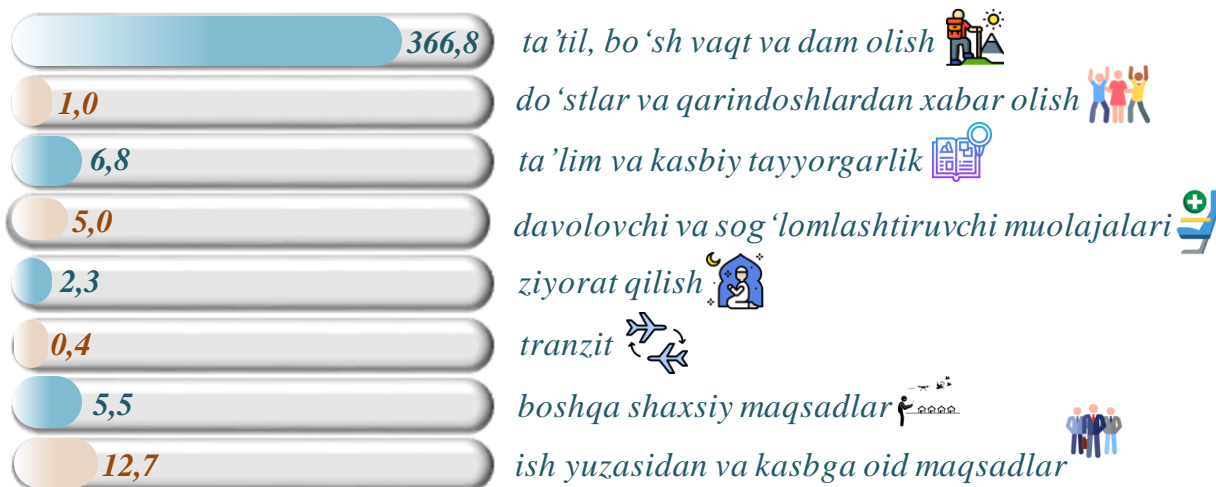 366,8 ta’til, bo‘sh vaqt va dam olish
1,0 do‘stlar va qarindoshlardan xabar olish
6,8 ta’lim va kasbiy tayyorgarlik
5,0 davolovchi va sog‘lomlashtiruvchi muolajalari
2,3 ziyorat qilish
0,4 tranzit
5,5 boshqa shaxsiy maqsadlar
12,7 ish yuzasidan va kasbga oid maqsadlar